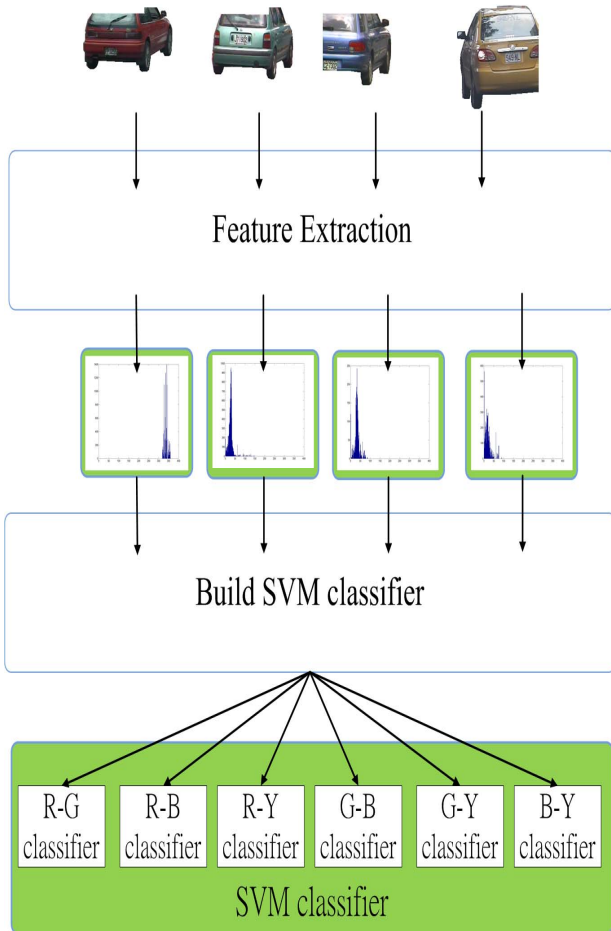 Feature Extraction
Build SVM classifier
R-G
classifier
R-B
classifier
R-Y
classifier
G-B
classifier
G-Y
classifier
B-Y
classifier
SVM classifier